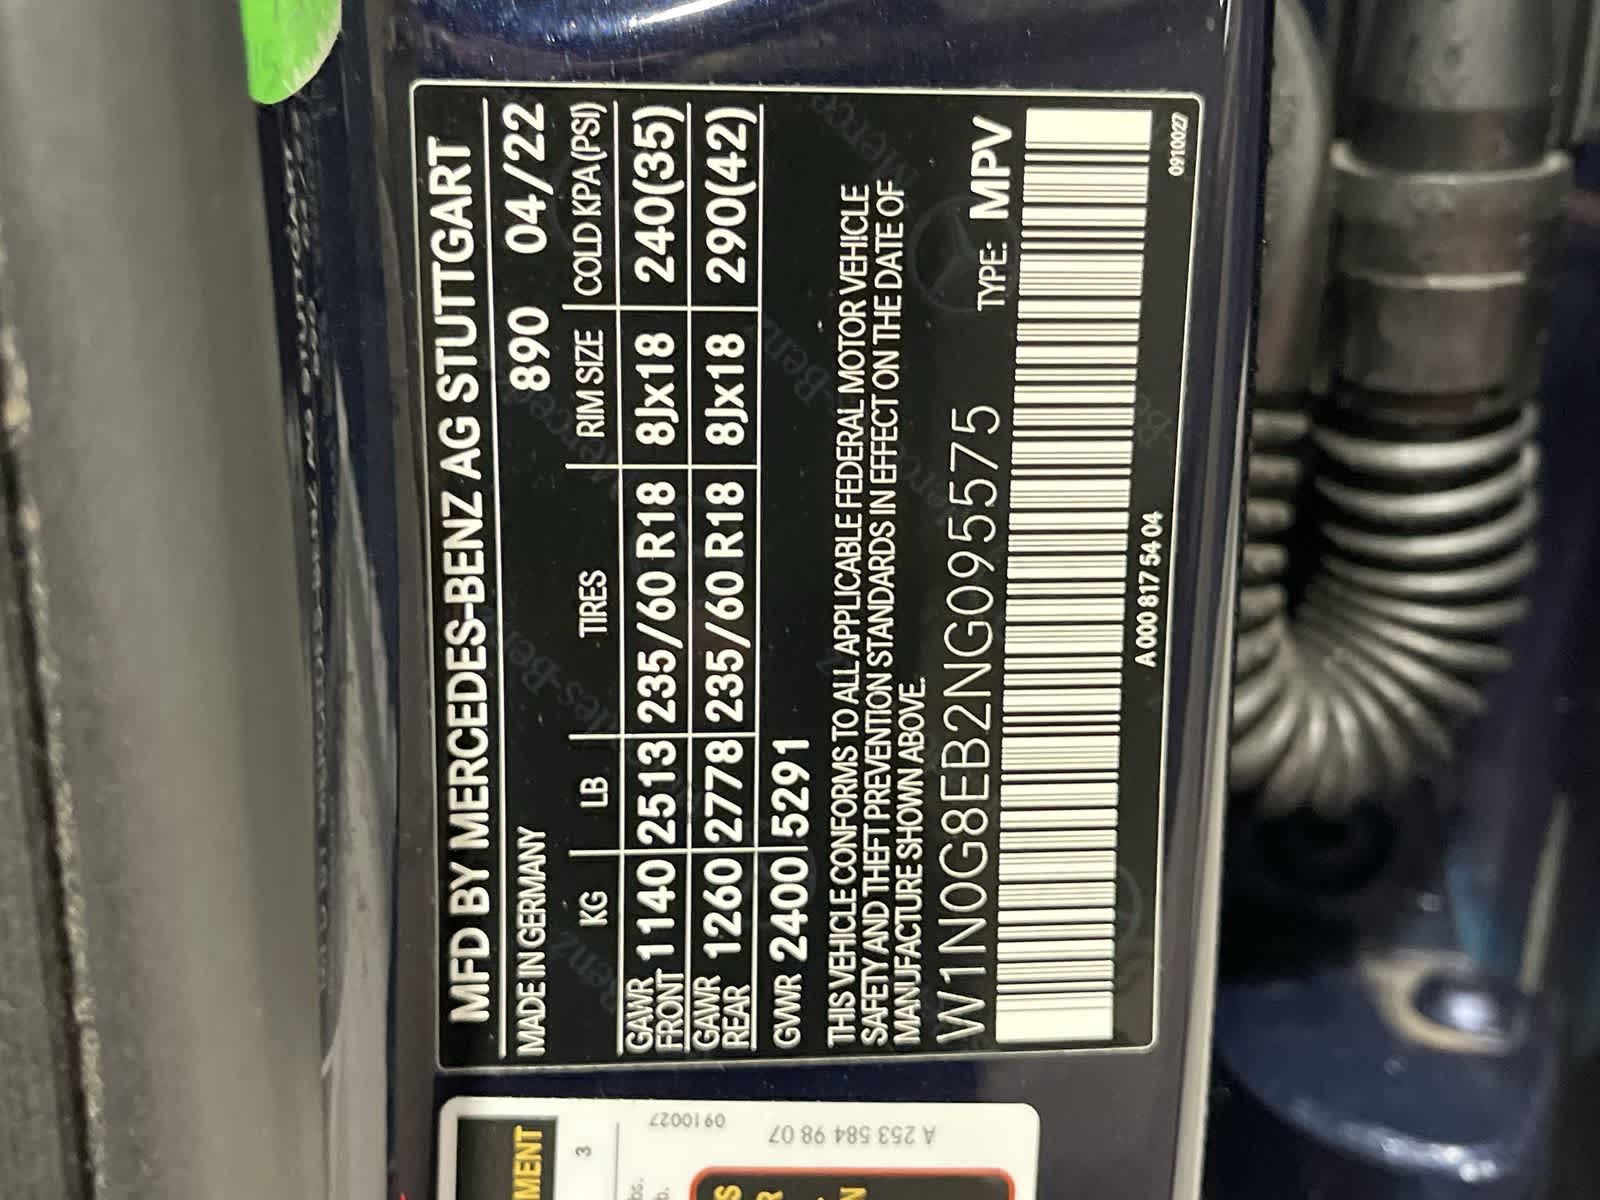 MFD BY MERCEDES-BENZ AG STUTTGART
MADE IN GERMANY 890 04/22
KG LB TIRES RIM SIZE COLD KPA(PSI)
GAWR FRONT 1140 2513 235/60 R18 8Jx18 240(35)
GAWR REAR 1260 2778 235/60 R18 8Jx18 290(42)
GVWR 2400 5291
THIS VEHICLE CONFORMS TO ALL APPLICABLE FEDERAL MOTOR VEHICLE
SAFETY AND THEFT PREVENTION STANDARDS IN EFFECT ON THE DATE OF
MANUFACTURE SHOWN ABOVE.
W1N0G8EB2NG095575 TYPE: MPV
A 000 817 54 04
0910027
3
0910027
A 253 584 98 07